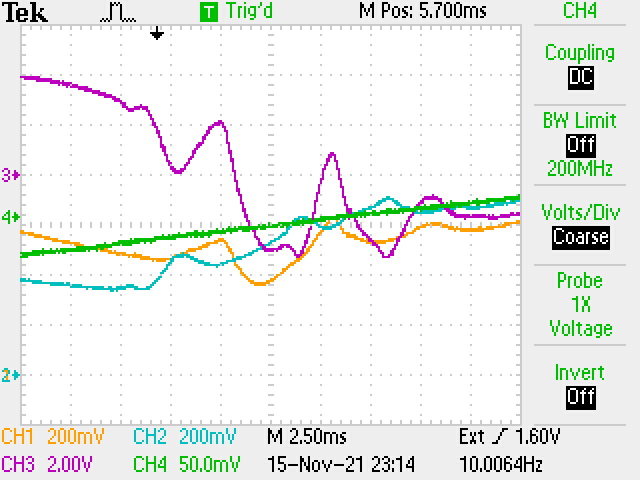 Tek T Trig'd M Pos: 5.700ms CH4
Coupling
DC
BW Limit
Off
200MHz
3
4
Volts/Div
Coarse
Probe
1X
Voltage
Invert
Off
2
CH1 200mV CH2 200mV M 2.50ms Ext 1.60V
CH3 2.00V CH4 50.0mV 15-Nov-21 23:14 10.0064Hz